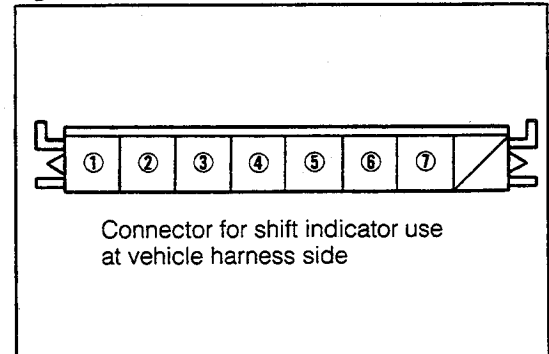 ① ② ③ ④ ⑤ ⑥ ⑦
Connector for shift indicator use
at vehicle harness side